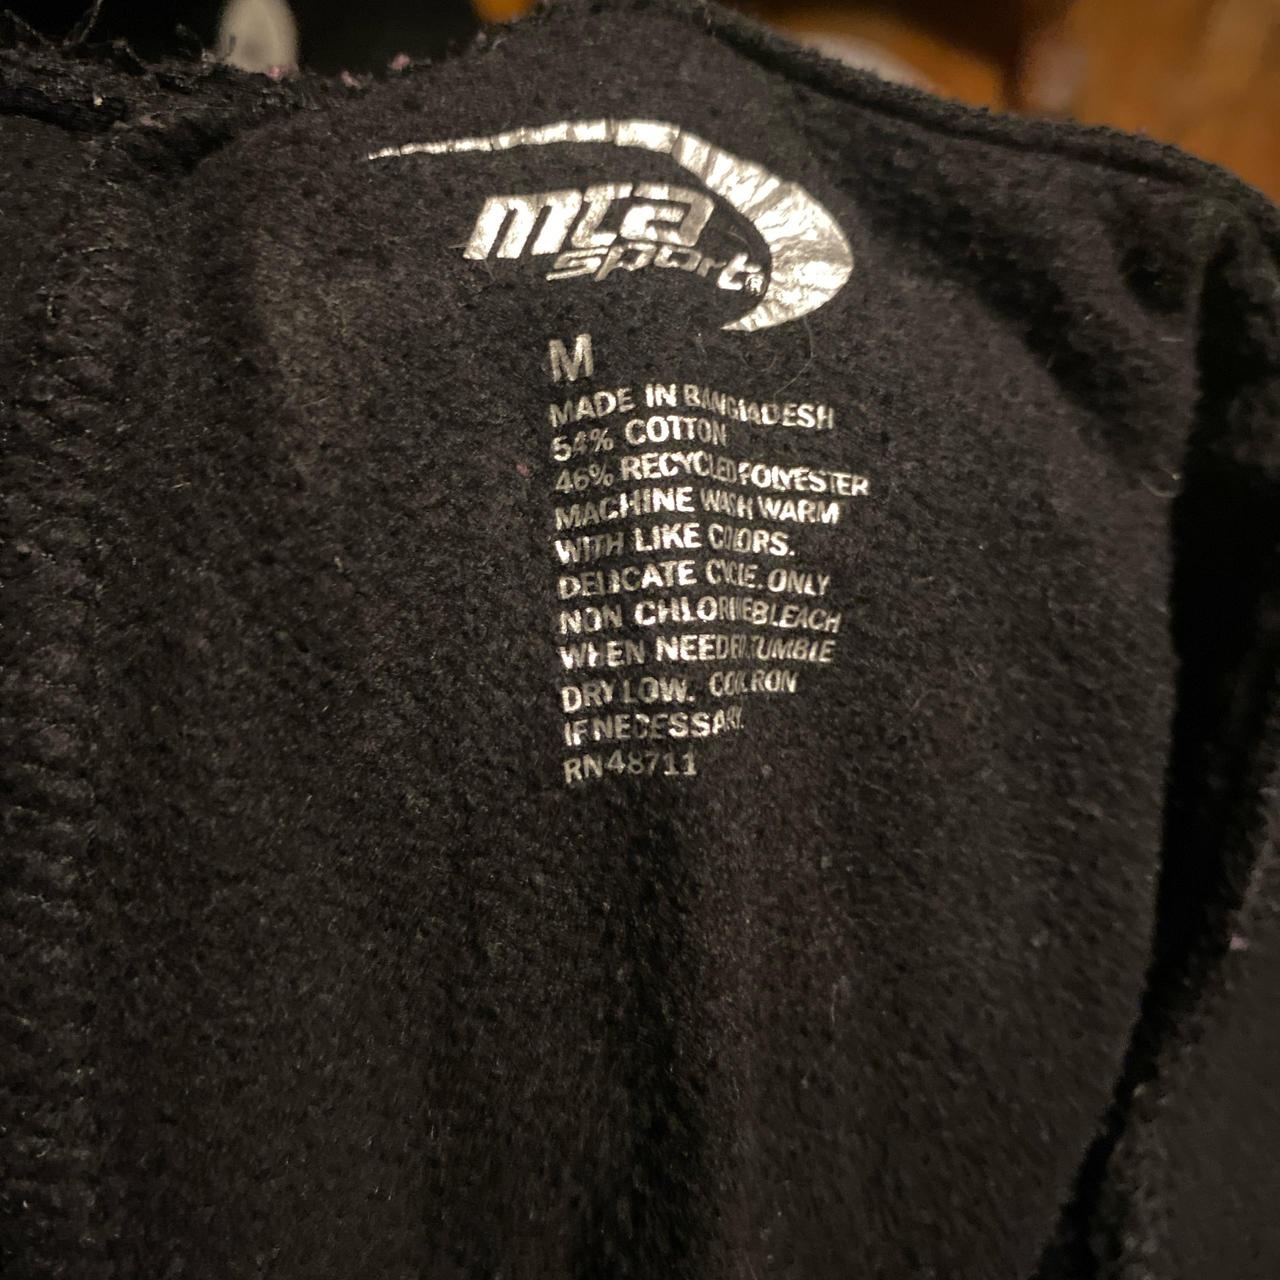 mta
sport®
M
MADE IN BANGLADESH
54% COTTON
46% RECYCLED POLYESTER
MACHINE WASH WARM
WITH LIKE COLORS.
DELICATE CYCLE. ONLY
NON CHLORINE BLEACH
WHEN NEEDED. TUMBLE
DRY LOW. COOL IRON
IF NECESSARY.
RN48711